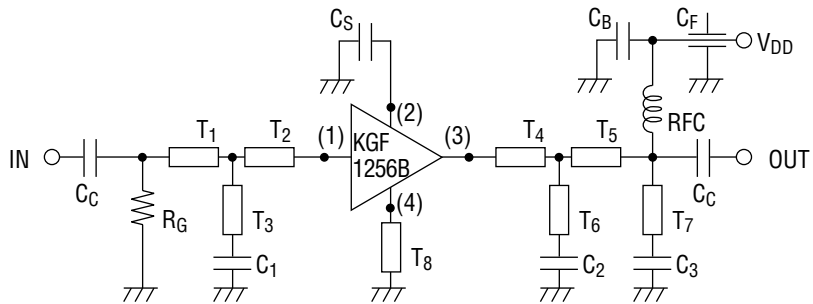 C_S
C_B
C_F
V_DD
(2)
RFC
T_1
T_2
(1)
KGF
1256B
(3)
T_4
T_5
IN
OUT
C_C
C_C
R_G
T_3
(4)
T_6
T_7
C_1
T_8
C_2
C_3